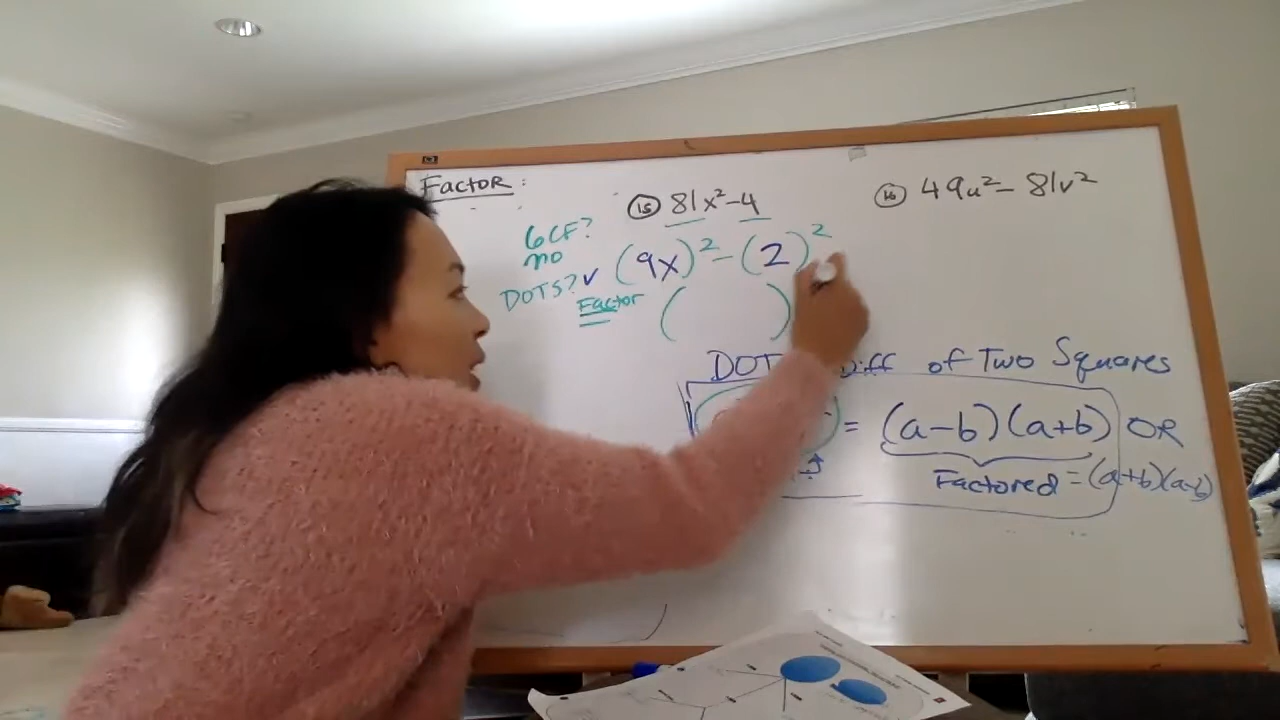 Factor:
15 81x²-4
16 49u²-81v²
GCF?
no
(9x)²-(2)²
DOTS? ✓
Factor
( )
DOT Diff of Two Squares
= (a-b)(a+b) OR
Factored = (a+b)(a-b)